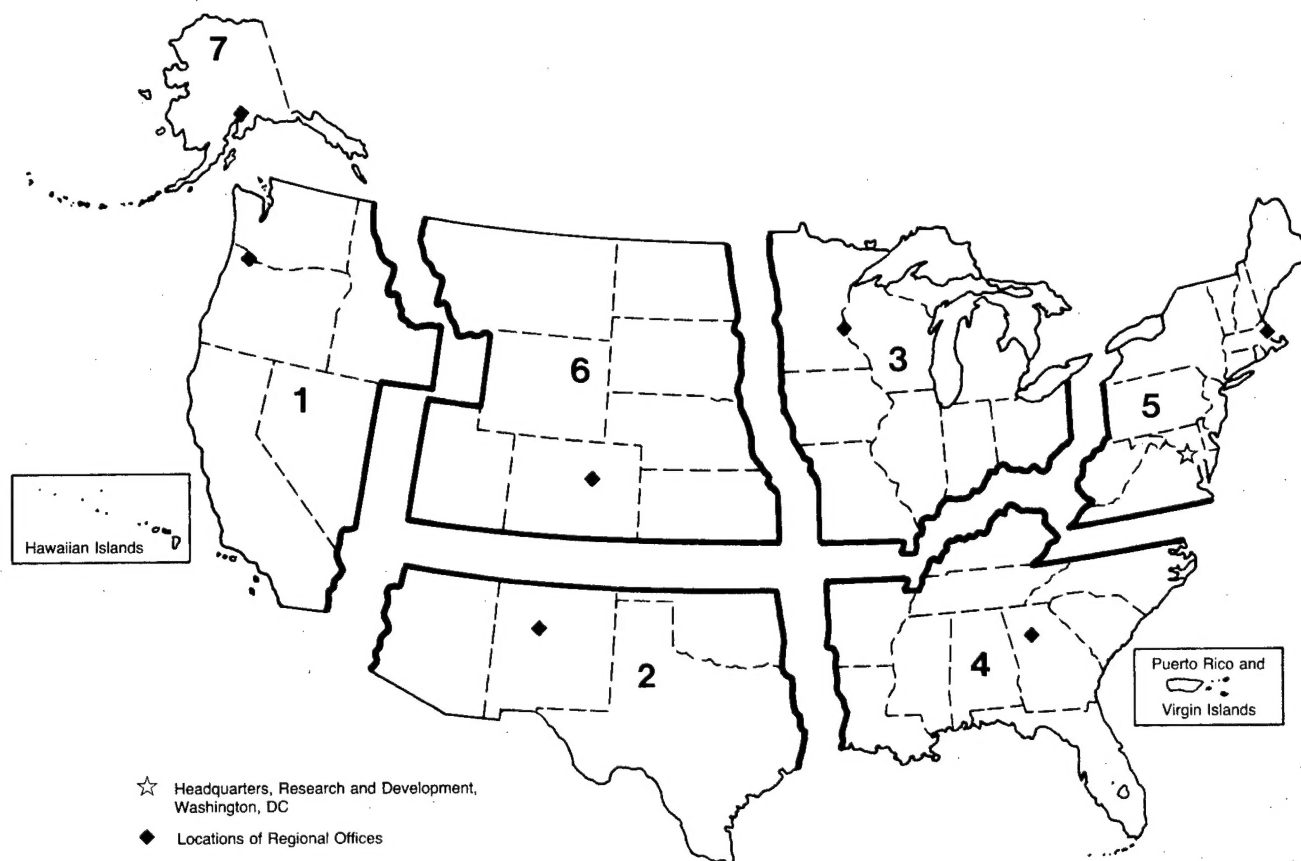 7
6
3
1
5
Hawaiian Islands
2
4
Puerto Rico and
Virgin Islands
Headquarters, Research and Development,
Washington, DC
Locations of Regional Offices